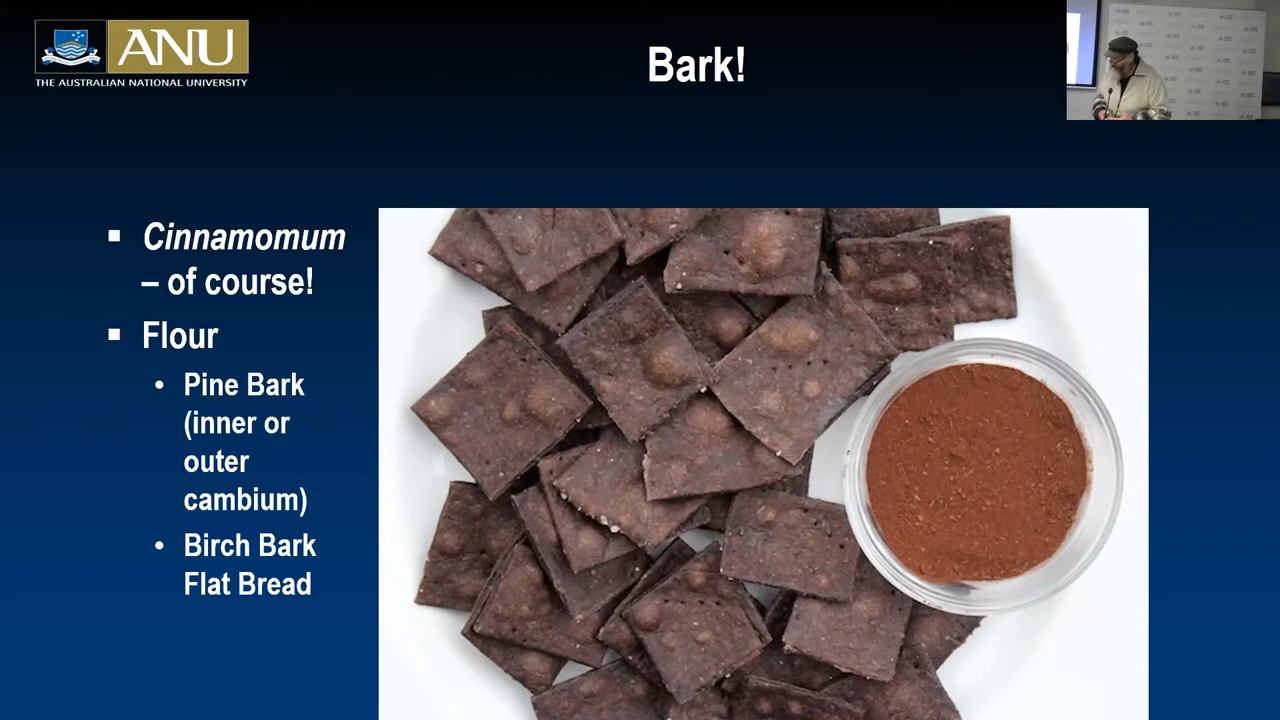 ANU
THE AUSTRALIAN NATIONAL UNIVERSITY
Bark!
Cinnamomum
– of course!
Flour
Pine Bark
(inner or
outer
cambium)
Birch Bark
Flat Bread